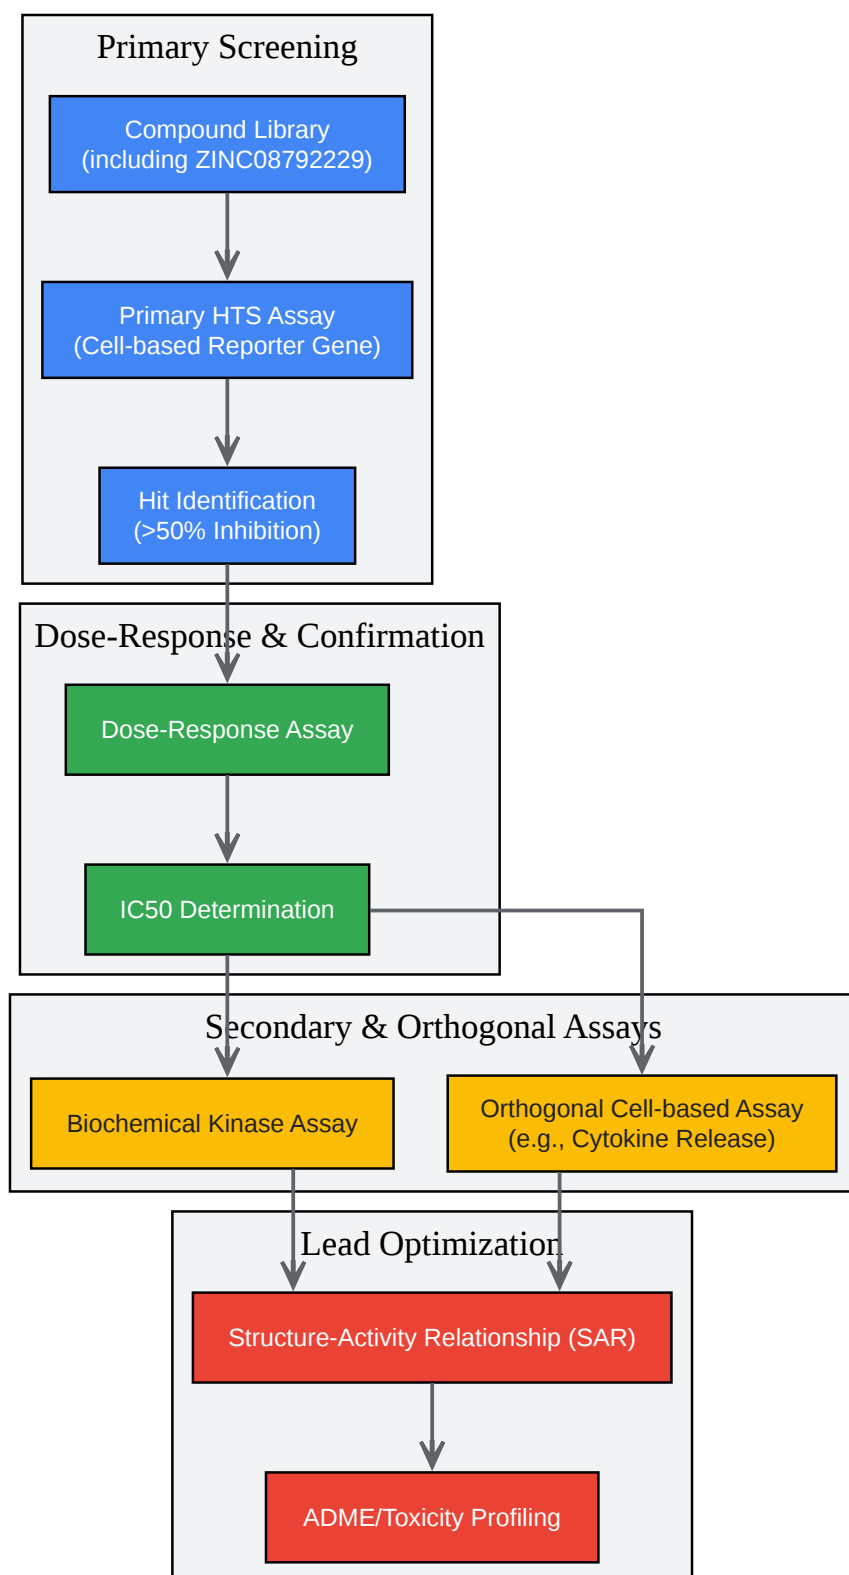 Primary Screening
Compound Library
(including ZINC08792229)
Primary HTS Assay
(Cell-based Reporter Gene)
Hit Identification
(>50% Inhibition)
Dose-Response & Confirmation
Dose-Response Assay
IC50 Determination
Secondary & Orthogonal Assays
Biochemical Kinase Assay
Orthogonal Cell-based Assay
(e.g., Cytokine Release)
Lead Optimization
Structure-Activity Relationship (SAR)
ADME/Toxicity Profiling